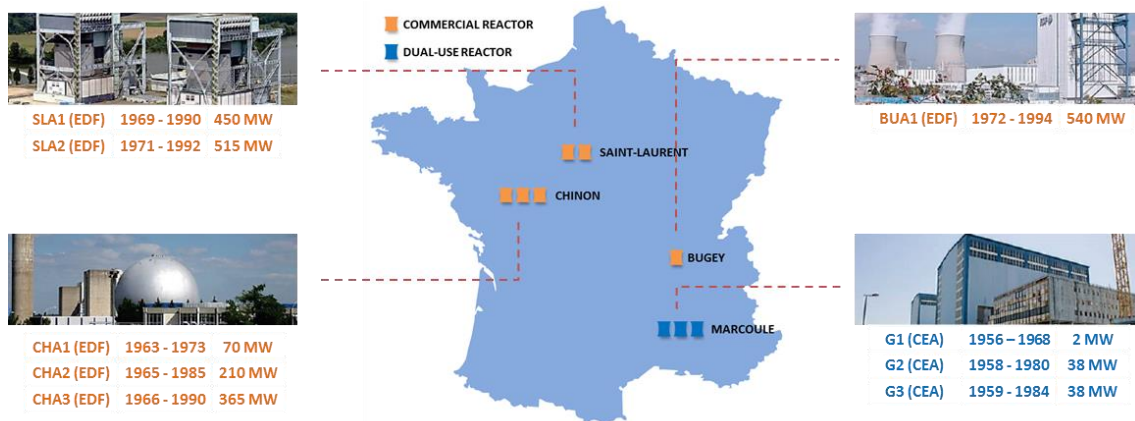 COMMERCIAL REACTOR
DUAL-USE REACTOR
SLA1 (EDF) 1969 - 1990 450 MW
SLA2 (EDF) 1971 - 1992 515 MW
BUA1 (EDF) 1972 - 1994 540 MW
SAINT-LAURENT
CHINON
BUGEY
MARCOULE
CHA1 (EDF) 1963 - 1973 70 MW
CHA2 (EDF) 1965 - 1985 210 MW
CHA3 (EDF) 1966 - 1990 365 MW
G1 (CEA) 1956 – 1968 2 MW
G2 (CEA) 1958 - 1980 38 MW
G3 (CEA) 1959 - 1984 38 MW